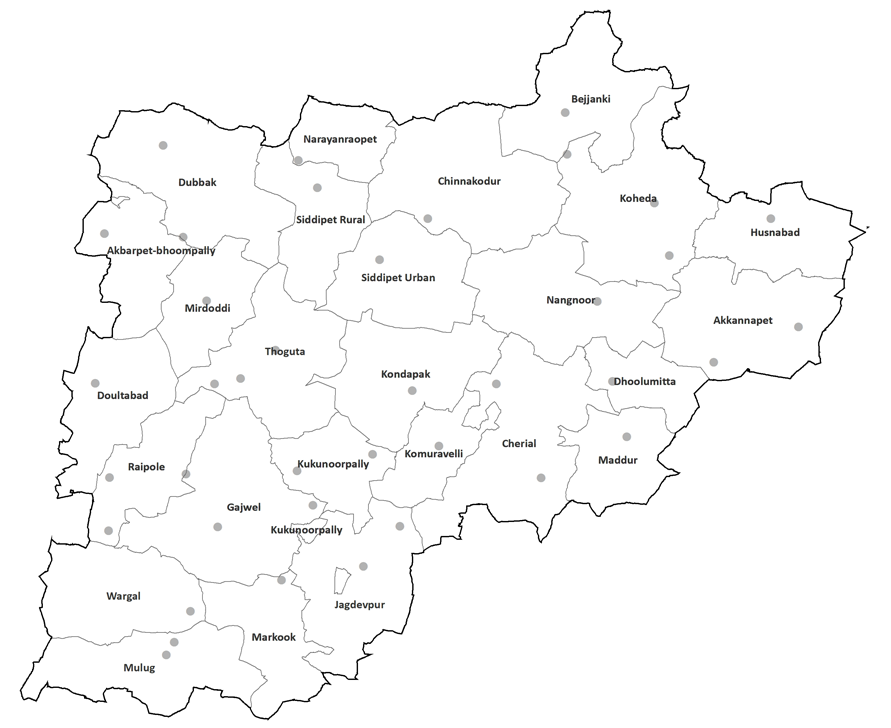 Bejjanki
Narayanraopet
Dubbak
Chinnakodur
Koheda
Siddipet Rural
Husnabad
Akbarpet-bhoompally
Siddipet Urban
Mirdoddi
Nangnoor
Akkannapet
Thoguta
Kondapak
Dhoolumitta
Doultabad
Cherial
Komuravelli
Maddur
Raipole
Kukunoorpally
Gajwel
Kukunoorpally
Wargal
Jagdevpur
Markook
Mulug